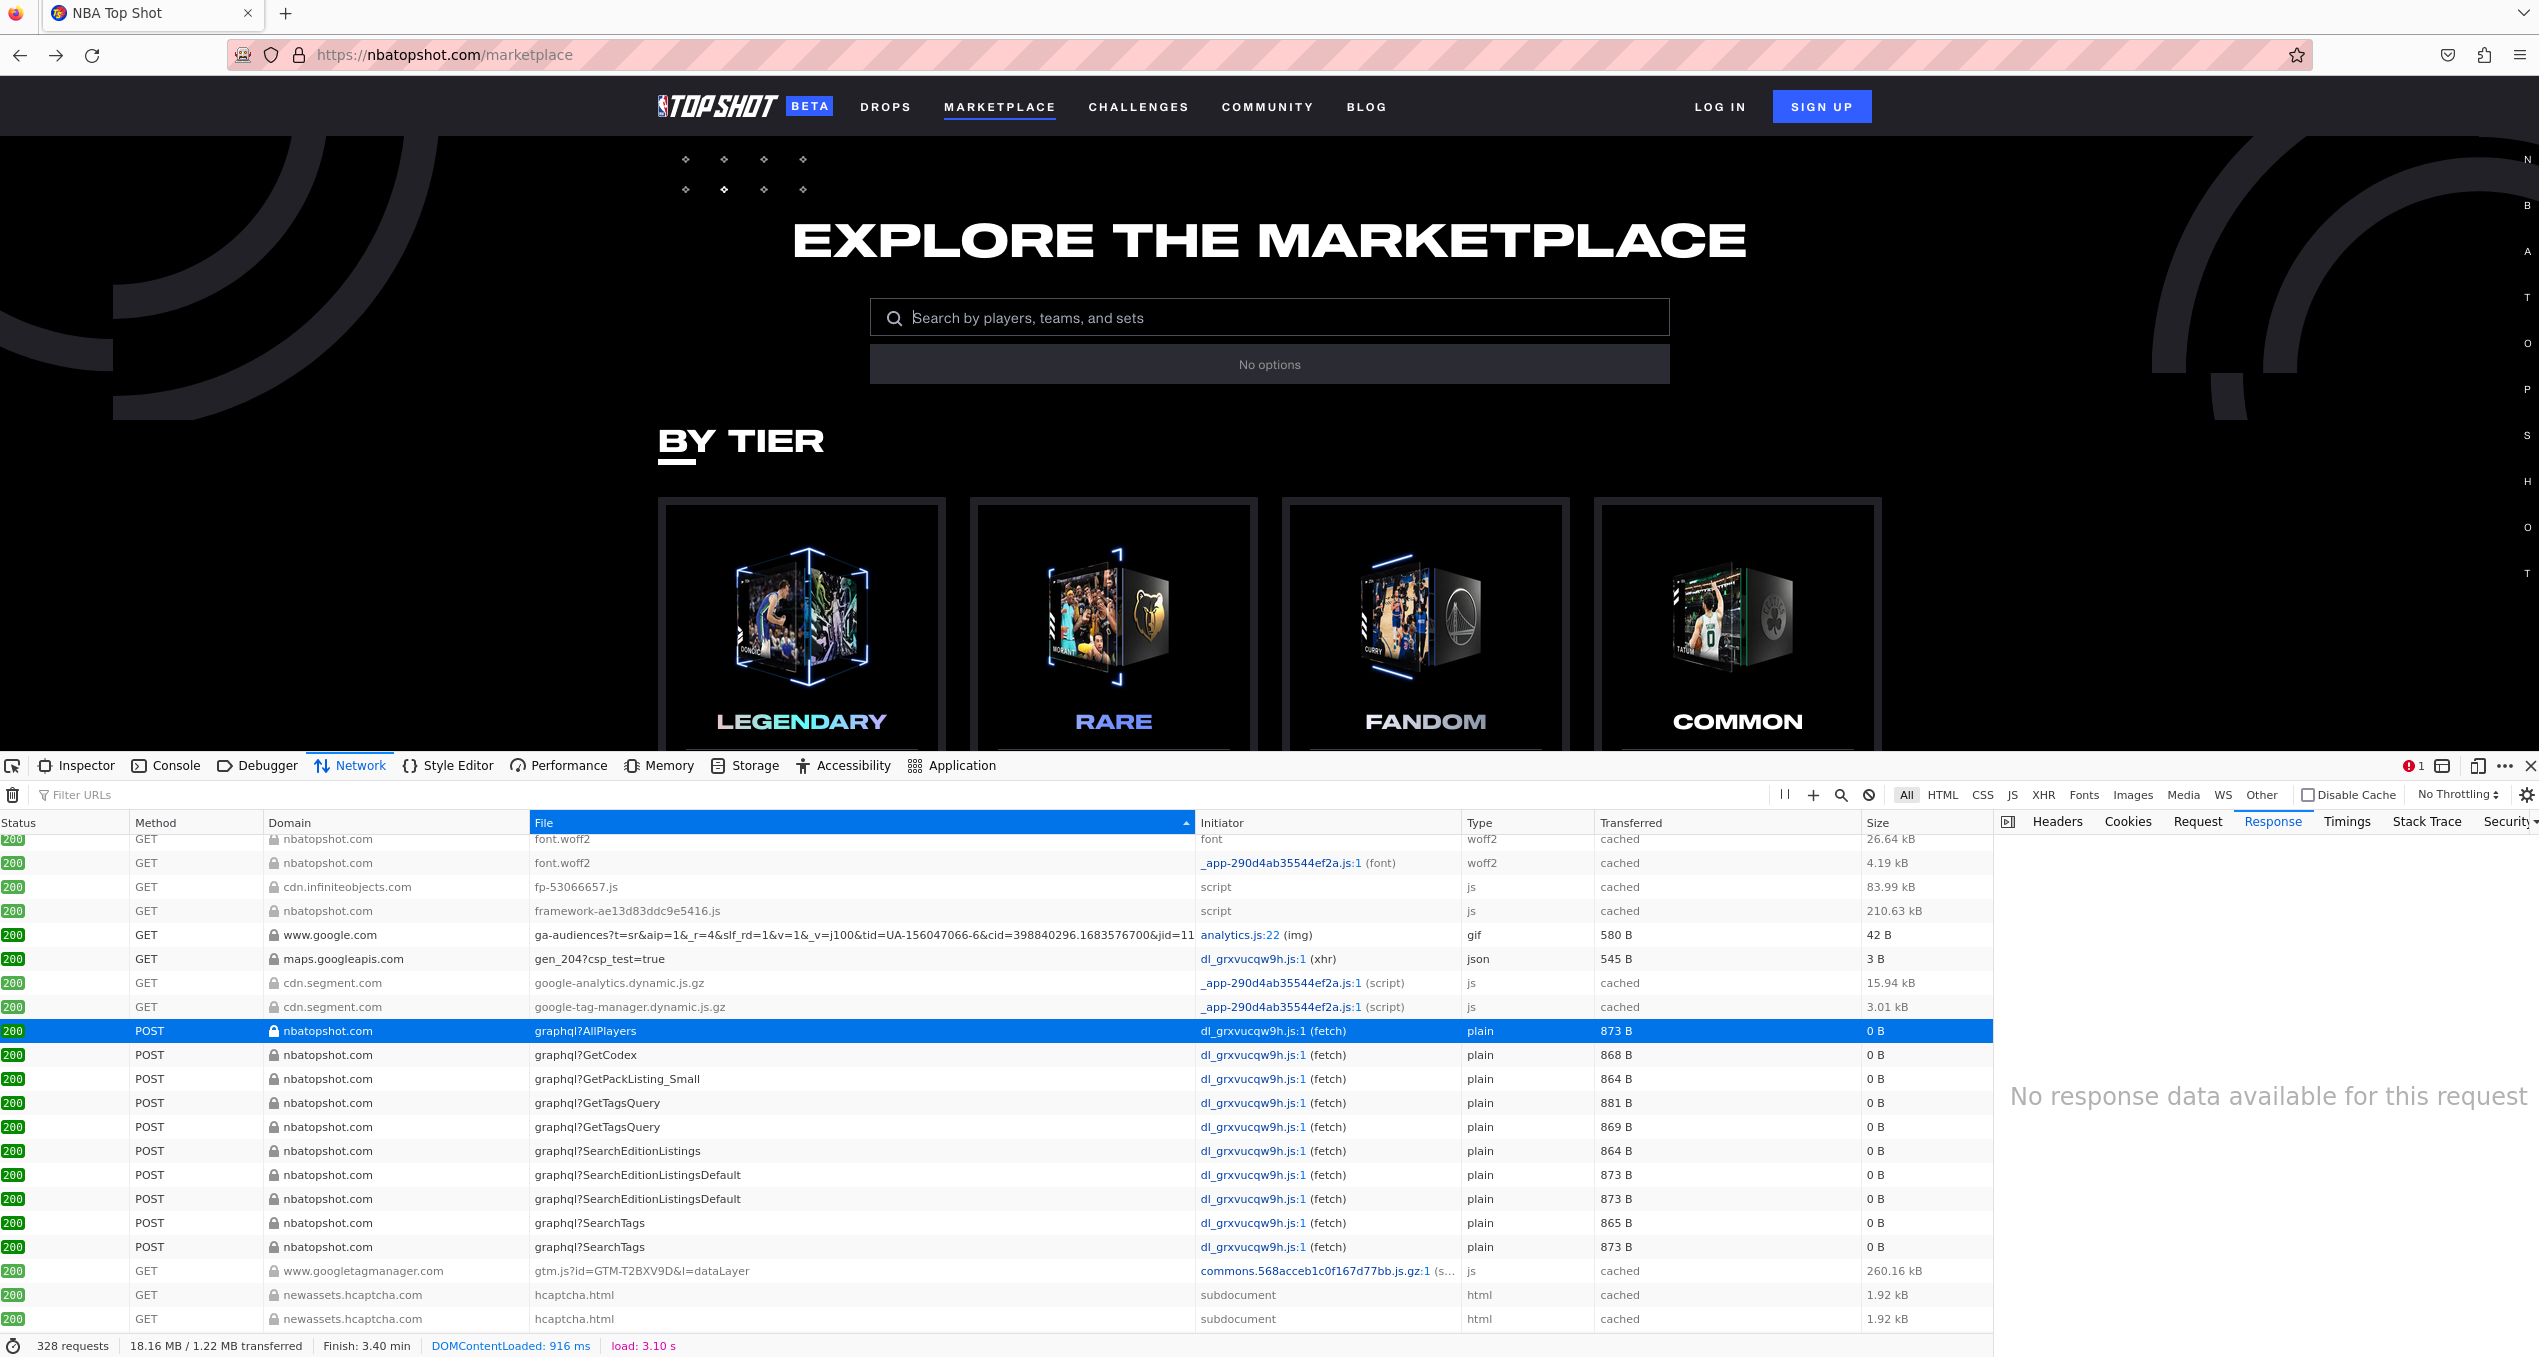 NBA Top Shot
https://nbatopshot.com/marketplace
TOP SHOT BETA DROPS MARKETPLACE CHALLENGES COMMUNITY BLOG LOG IN SIGN UP
N
B
A
T
O
P
S
H
O
T
EXPLORE THE MARKETPLACE
Search by players, teams, and sets
No options
BY TIER
DONCIC
MORANT
CURRY
TATUM
0
LEGENDARY RARE FANDOM COMMON
Inspector Console Debugger Network Style Editor Performance Memory Storage Accessibility Application 1
Filter URLs All HTML CSS JS XHR Fonts Images Media WS Other Disable Cache No Throttling
Status Method Domain File Initiator Type Transferred Size Headers Cookies Request Response Timings Stack Trace Security
200 GET nbatopshot.com font.woff2 font woff2 cached 26.64 kB
200 GET nbatopshot.com font.woff2 _app-290d4ab35544ef2a.js:1 (font) woff2 cached 4.19 kB
200 GET cdn.infiniteobjects.com fp-53066657.js script js cached 83.99 kB
200 GET nbatopshot.com framework-ae13d83ddc9e5416.js script js cached 210.63 kB
200 GET www.google.com ga-audiences?t=sr&aip=1&_r=4&slf_rd=1&v=1&_v=j100&tid=UA-156047066-6&cid=398840296.1683576700&jid=11 analytics.js:22 (img) gif 580 B 42 B
200 GET maps.googleapis.com gen_204?csp_test=true dl_grxvucqw9h.js:1 (xhr) json 545 B 3 B
200 GET cdn.segment.com google-analytics.dynamic.js.gz _app-290d4ab35544ef2a.js:1 (script) js cached 15.94 kB
200 GET cdn.segment.com google-tag-manager.dynamic.js.gz _app-290d4ab35544ef2a.js:1 (script) js cached 3.01 kB
200 POST nbatopshot.com graphql?AllPlayers dl_grxvucqw9h.js:1 (fetch) plain 873 B 0 B
200 POST nbatopshot.com graphql?GetCodex dl_grxvucqw9h.js:1 (fetch) plain 868 B 0 B
200 POST nbatopshot.com graphql?GetPackListing_Small dl_grxvucqw9h.js:1 (fetch) plain 864 B 0 B
200 POST nbatopshot.com graphql?GetTagsQuery dl_grxvucqw9h.js:1 (fetch) plain 881 B 0 B
200 POST nbatopshot.com graphql?GetTagsQuery dl_grxvucqw9h.js:1 (fetch) plain 869 B 0 B
200 POST nbatopshot.com graphql?SearchEditionListings dl_grxvucqw9h.js:1 (fetch) plain 864 B 0 B
200 POST nbatopshot.com graphql?SearchEditionListingsDefault dl_grxvucqw9h.js:1 (fetch) plain 873 B 0 B
200 POST nbatopshot.com graphql?SearchEditionListingsDefault dl_grxvucqw9h.js:1 (fetch) plain 873 B 0 B
200 POST nbatopshot.com graphql?SearchTags dl_grxvucqw9h.js:1 (fetch) plain 865 B 0 B
200 POST nbatopshot.com graphql?SearchTags dl_grxvucqw9h.js:1 (fetch) plain 873 B 0 B
200 GET www.googletagmanager.com gtm.js?id=GTM-T2BXV9D&l=dataLayer commons.568acceb1c0f167d77bb.js.gz:1 (s... js cached 260.16 kB
200 GET newassets.hcaptcha.com hcaptcha.html subdocument html cached 1.92 kB
200 GET newassets.hcaptcha.com hcaptcha.html subdocument html cached 1.92 kB
No response data available for this request
328 requests 18.16 MB / 1.22 MB transferred Finish: 3.40 min DOMContentLoaded: 916 ms load: 3.10 s